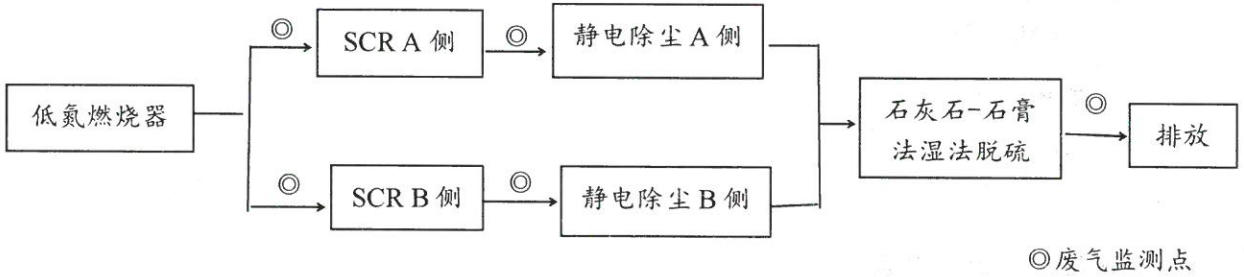 ◎
SCR A 侧
◎
静电除尘 A 侧
低氮燃烧器
石灰石-石膏
法湿法脱硫
◎
排放
◎
SCR B 侧
◎
静电除尘 B 侧
◎废气监测点